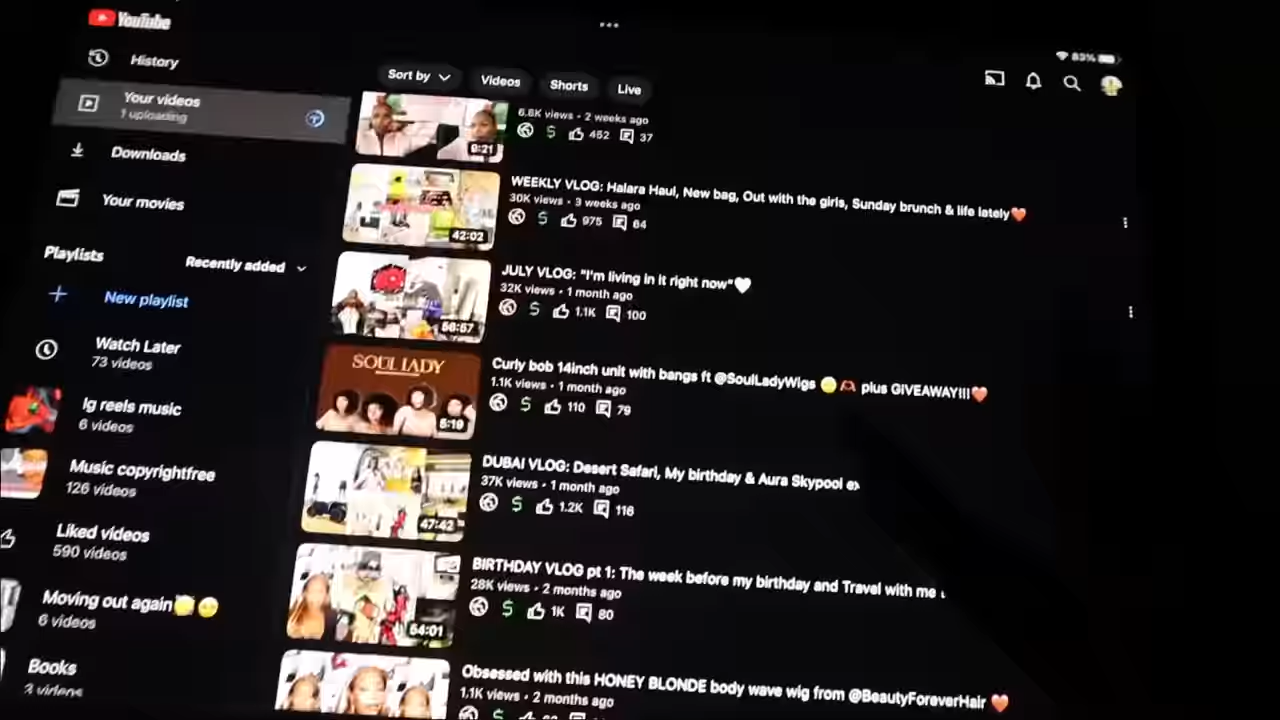 YouTube
83%
History
Your videos
1 uploading
Downloads
Your movies
Playlists
Recently added
New playlist
Watch Later
73 videos
Ig reels music
6 videos
Music copyrightfree
126 videos
Liked videos
590 videos
Moving out again🥹🥹
6 videos
Books
3 videos
Sort by
Videos
Shorts
Live
6.8K views • 2 weeks ago
452
37
9:21
WEEKLY VLOG: Halara Haul, New bag, Out with the girls, Sunday brunch & life lately❤️
30K views • 3 weeks ago
975
64
42:02
JULY VLOG: "I'm living in it right now"🤍
32K views • 1 month ago
1.1K
100
56:57
SOUL LADY
Curly bob 14inch unit with bangs ft @SoulLadyWigs 🥹🫶🏾 plus GIVEAWAY!!!❤️
1.1K views • 1 month ago
110
79
5:19
DUBAI VLOG: Desert Safari, My birthday & Aura Skypool ex
37K views • 1 month ago
1.2K
116
47:42
BIRTHDAY VLOG pt 1: The week before my birthday and Travel with me
28K views • 2 months ago
1K
80
54:01
Obsessed with this HONEY BLONDE body wave wig from @BeautyForeverHair ❤️
1.1K views • 2 months ago